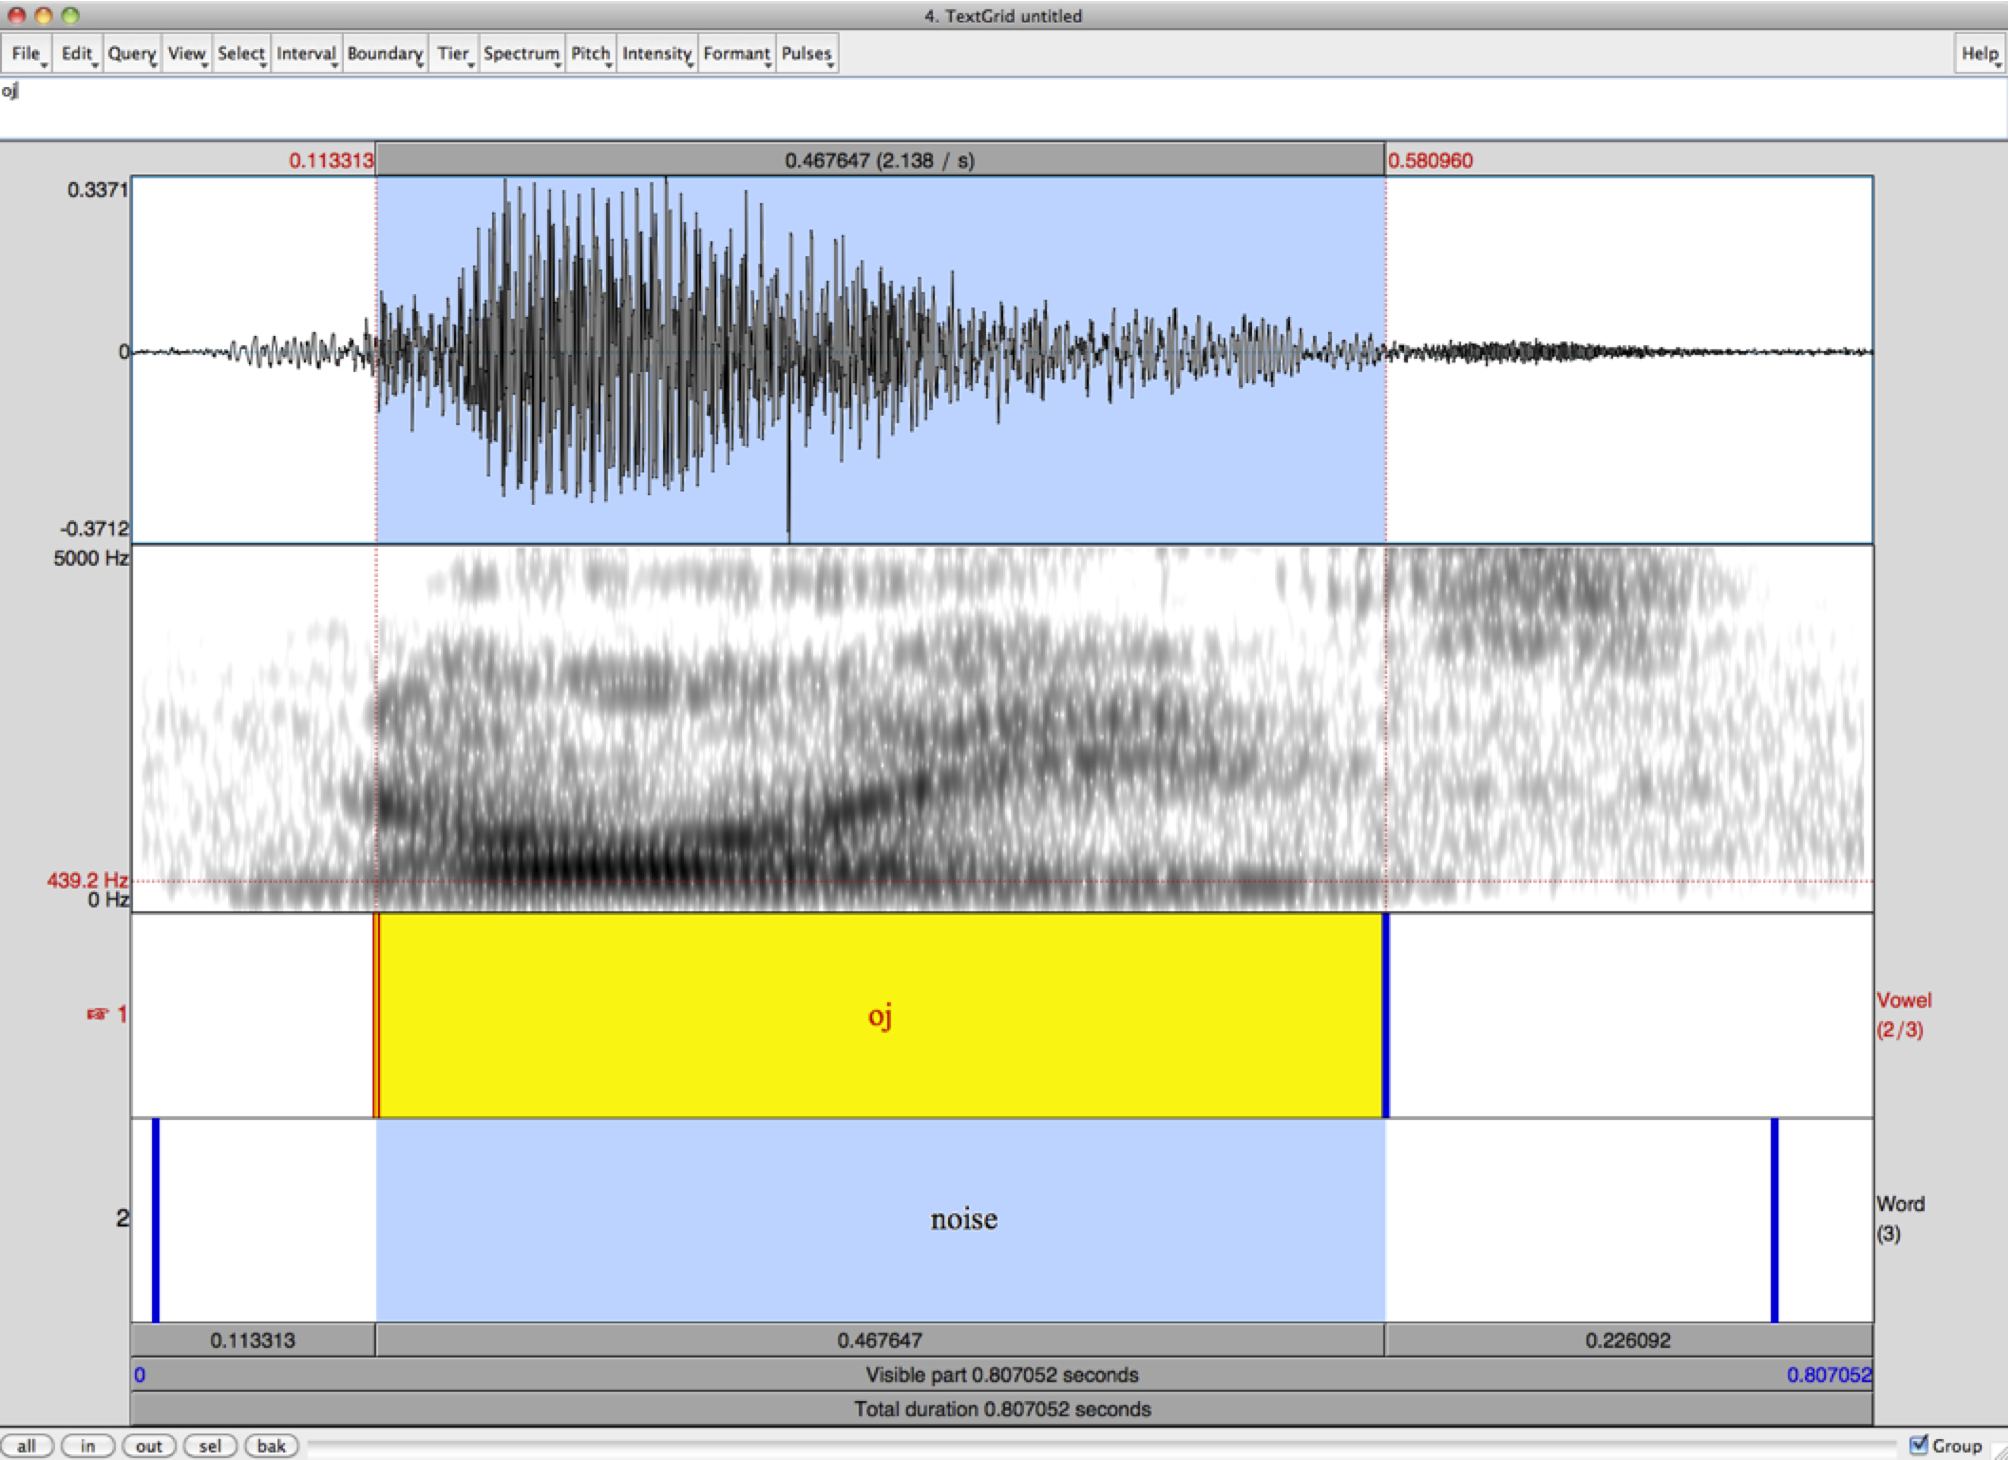 4. TextGrid untitled
File Edit Query View Select Interval Boundary Tier Spectrum Pitch Intensity Formant Pulses Help
oj
0.113313 0.467647 (2.138 / s) 0.580960
0.3371
0
-0.3712
5000 Hz
439.2 Hz
0 Hz
☞ 1 oj Vowel
(2/3)
2 noise Word
(3)
0.113313 0.467647 0.226092
0 Visible part 0.807052 seconds 0.807052
Total duration 0.807052 seconds
all in out sel bak Group